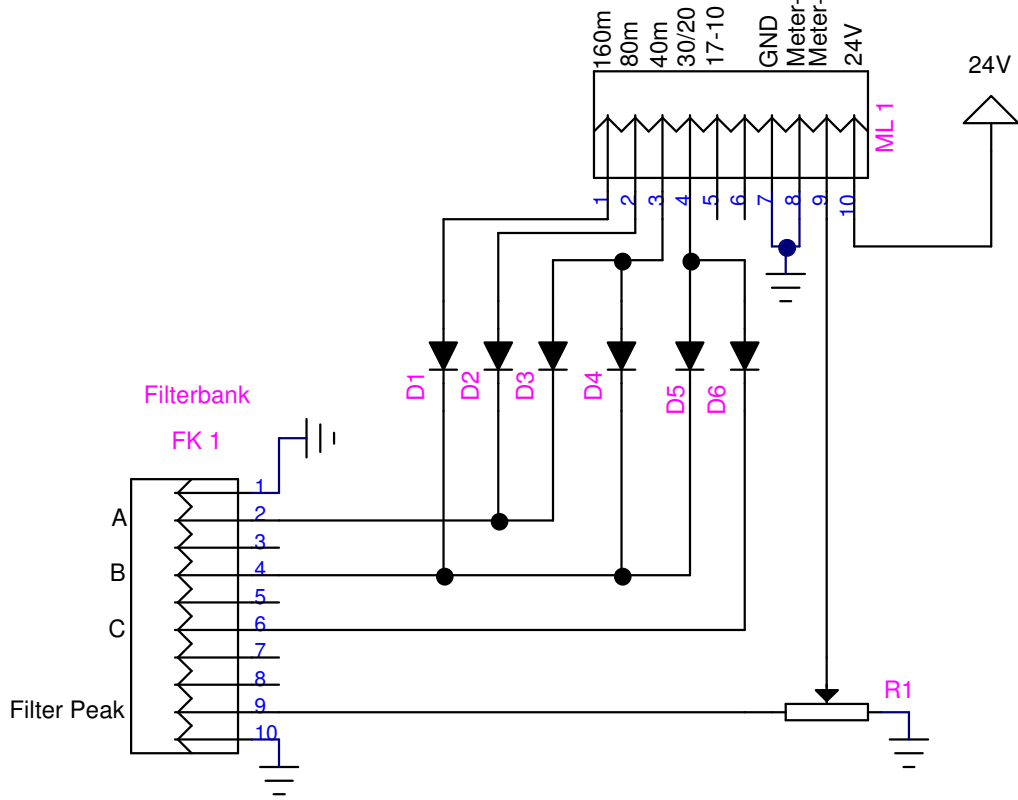 160m
80m
40m
30/20
17-10
GND
Meter-
Meter-
24V
24V
ML 1
1
2
3
4
5
6
7
8
9
10
D1
D2
D3
D4
D5
D6
Filterbank
FK 1
1
A
2
3
B
4
5
C
6
7
8
Filter Peak
9
10
R1